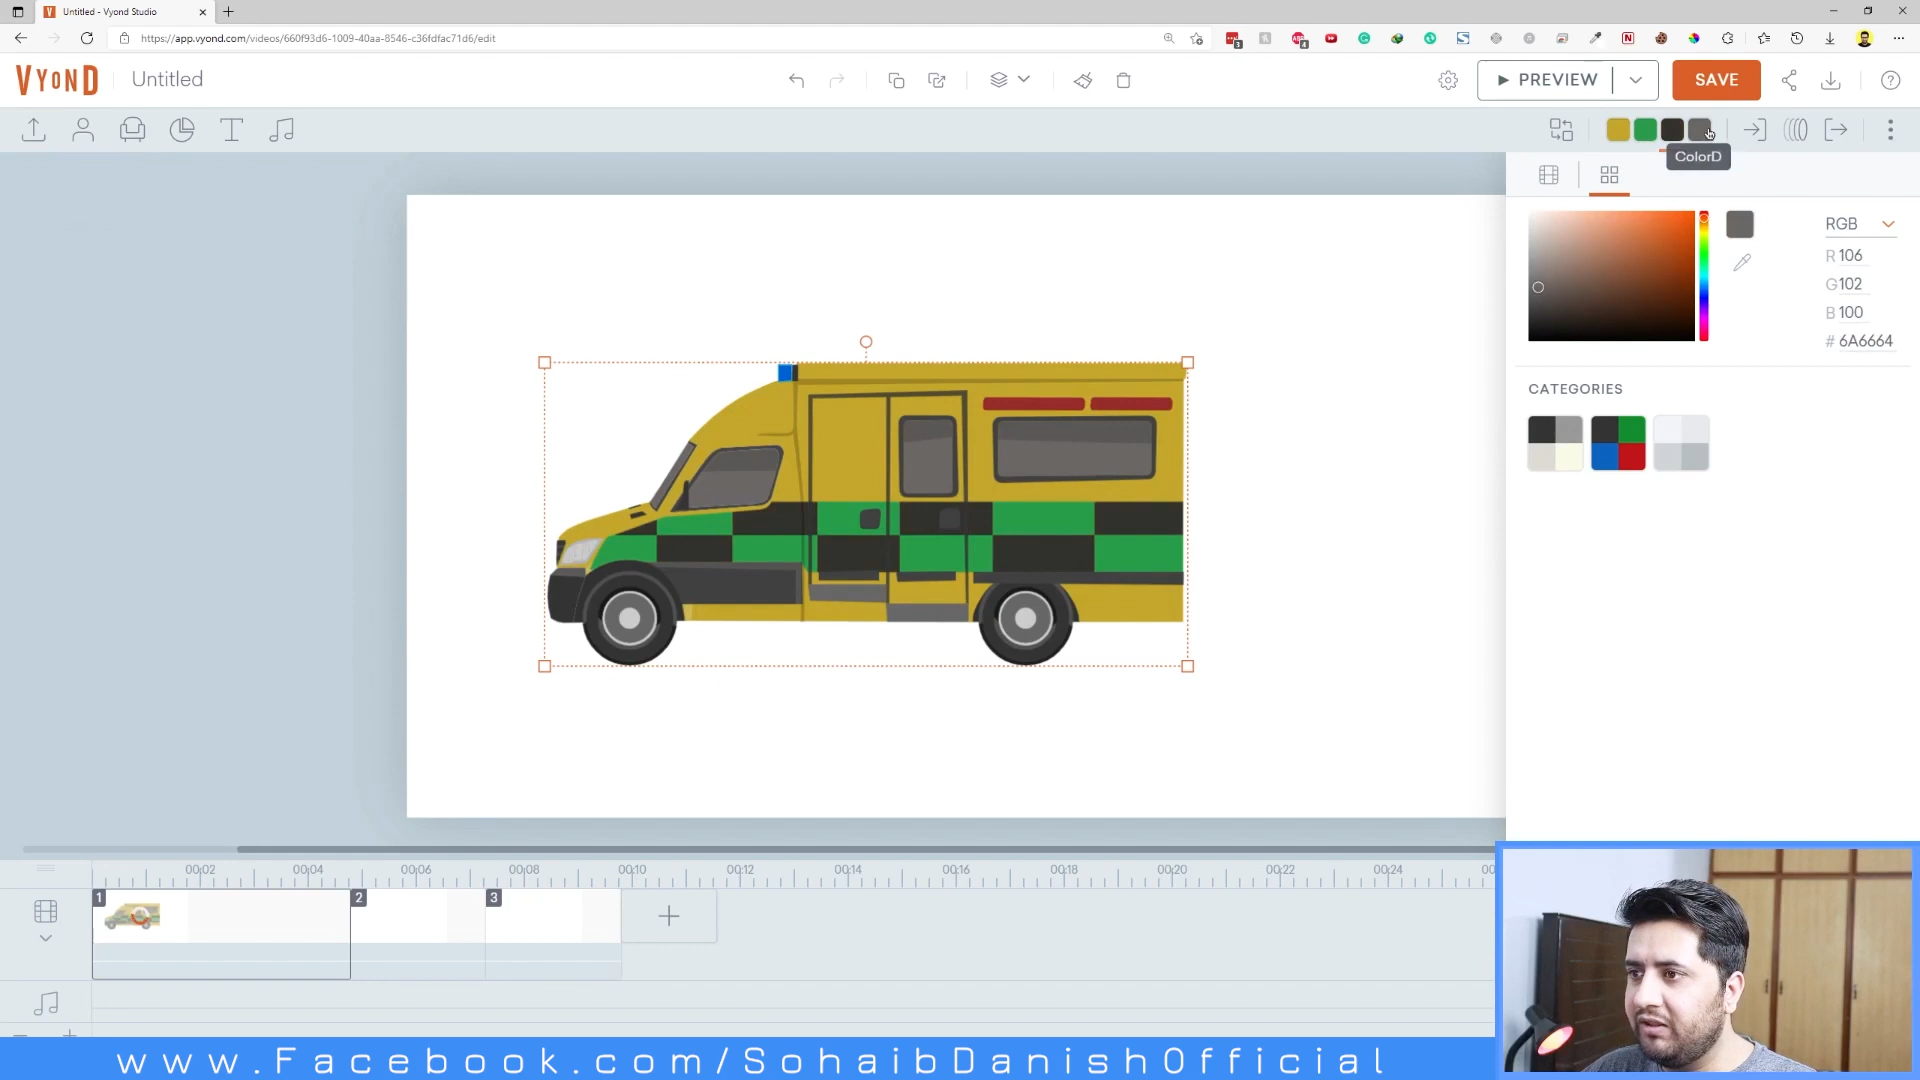 Untitled - Vyond Studio
https://app.vyond.com/videos/660f93d6-1009-40aa-8546-c36fdfac71d6/edit
VYOND
Untitled
PREVIEW
SAVE
ColorD
RGB
R 106
G 102
B 100
# 6A6664
CATEGORIES
00:02 00:04 00:06 00:08 00:10 00:12 00:14 00:16 00:18 00:20 00:22 00:24
1 2 3
www.Facebook.com/SohaibDanishOfficial